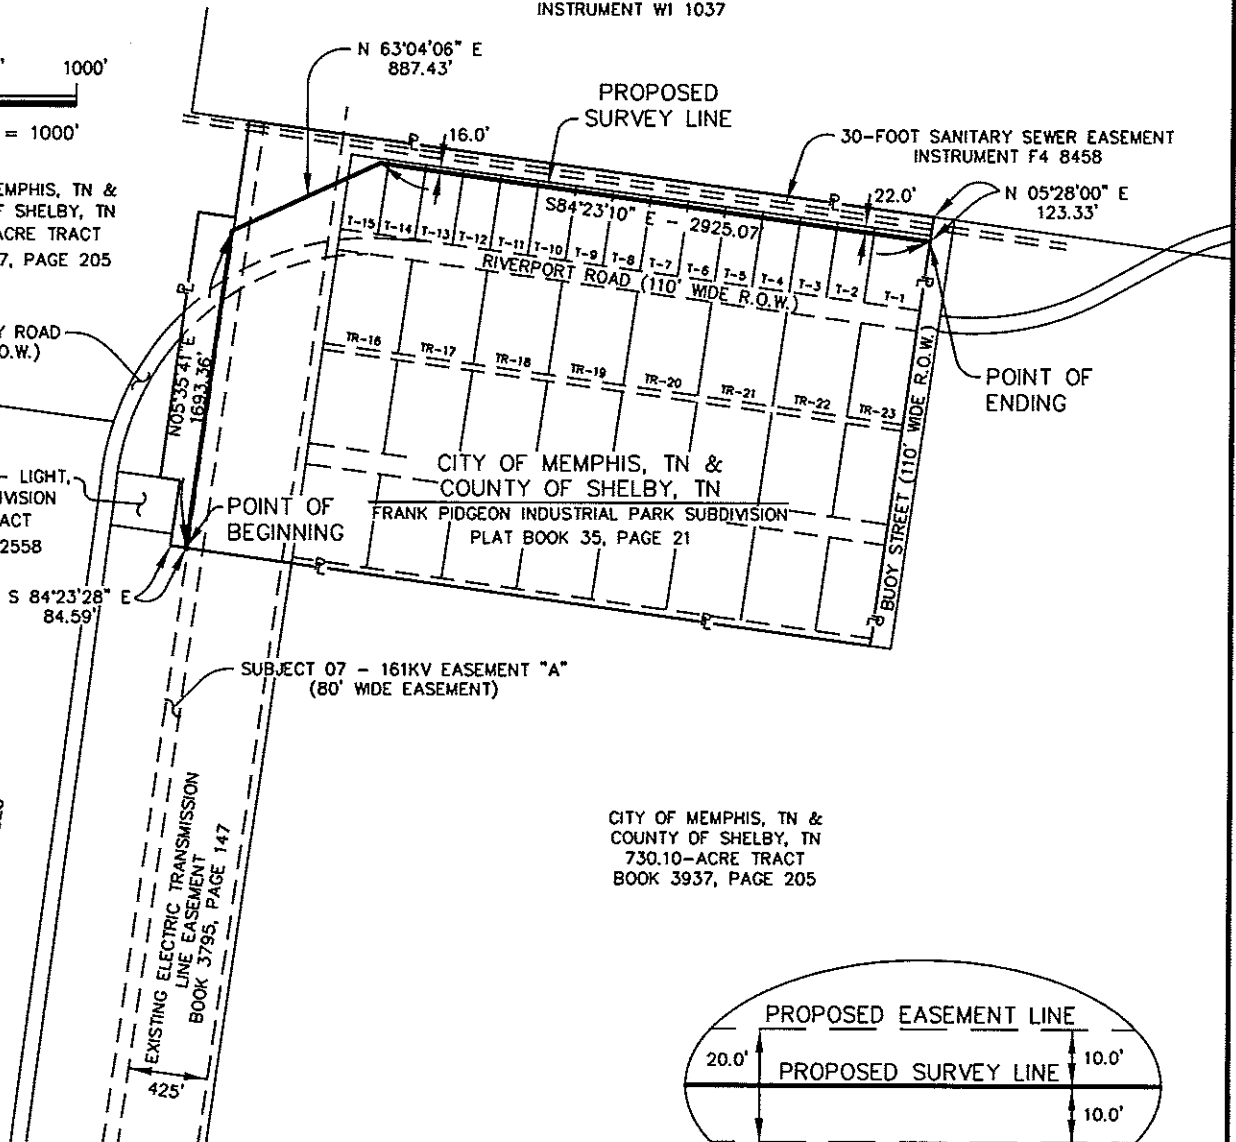 INSTRUMENT WI 1037
N 63°04'06" E
887.43'
1000'
= 1000'
PROPOSED
SURVEY LINE
16.0'
30-FOOT SANITARY SEWER EASEMENT
INSTRUMENT F4 8458
22.0'
N 05°28'00" E
123.33'
EMPHIS, TN &
F SHELBY, TN
ACRE TRACT
7, PAGE 205
S84°23'10" E - 2925.07'
T-15
T-14
T-13
T-12
T-11
T-10
T-9
T-8
T-7
T-6
T-5
T-4
T-3
T-2
T-1
RIVERPORT ROAD (110' WIDE R.O.W.)
Y ROAD
O.W.)
N05°35'41"E
1693.36'
TR-16
TR-17
TR-18
TR-19
TR-20
TR-21
TR-22
TR-23
POINT OF
ENDING
BUOY STREET (110' WIDE R.O.W.)
CITY OF MEMPHIS, TN &
COUNTY OF SHELBY, TN
FRANK PIDGEON INDUSTRIAL PARK SUBDIVISION
PLAT BOOK 35, PAGE 21
- LIGHT,
IVISION
ACT
2558
POINT OF
BEGINNING
S 84°23'28" E
84.59'
SUBJECT 07 - 161KV EASEMENT "A"
(80' WIDE EASEMENT)
EXISTING ELECTRIC TRANSMISSION
LINE EASEMENT
BOOK 3795, PAGE 147
425'
CITY OF MEMPHIS, TN &
COUNTY OF SHELBY, TN
730.10-ACRE TRACT
BOOK 3937, PAGE 205
PROPOSED EASEMENT LINE
20.0'
10.0'
PROPOSED SURVEY LINE
10.0'